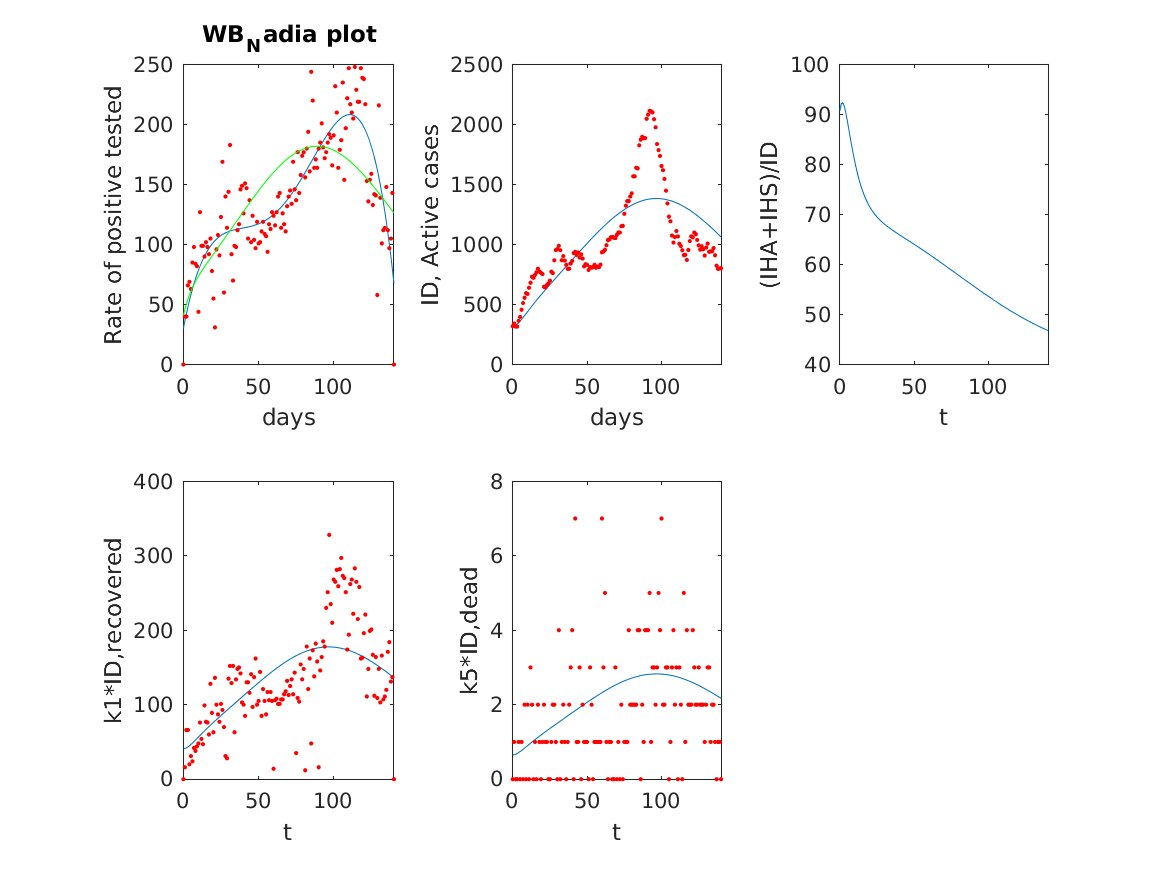 WB_Nadia plot
250
200
150
100
50
0
0 50 100
days
Rate of positive tested
2500
2000
1500
1000
500
0
0 50 100
days
ID, Active cases
100
90
80
70
60
50
40
0 50 100
t
(IHA+IHS)/ID
400
300
200
100
0
0 50 100
t
k1*ID,recovered
8
6
4
2
0
0 50 100
t
k5*ID,dead